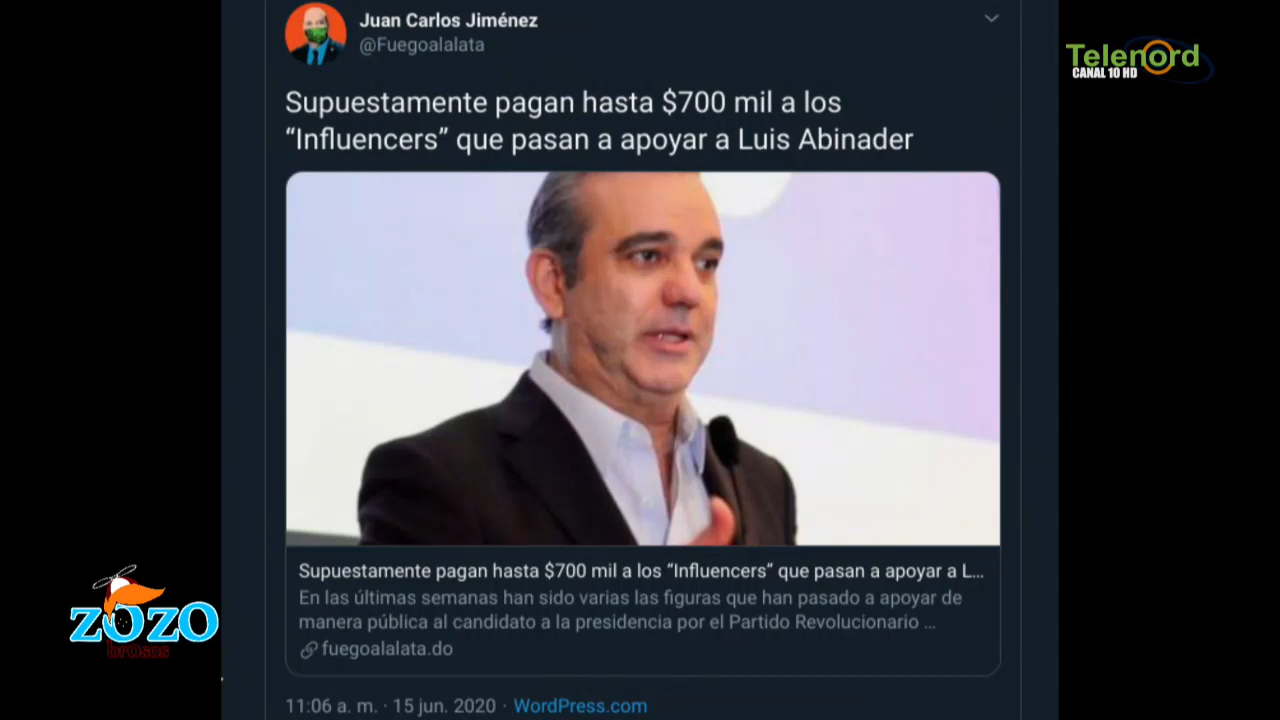 Juan Carlos Jiménez
@Fuegoalalata
Telenord
CANAL 10 HD
Supuestamente pagan hasta $700 mil a los
“Influencers” que pasan a apoyar a Luis Abinader
Supuestamente pagan hasta $700 mil a los “Influencers” que pasan a apoyar a L...
En las últimas semanas han sido varias las figuras que han pasado a apoyar de
manera pública al candidato a la presidencia por el Partido Revolucionario ...
fuegoalalata.do
zozo
brosos
11:06 a. m. · 15 jun. 2020 · WordPress.com